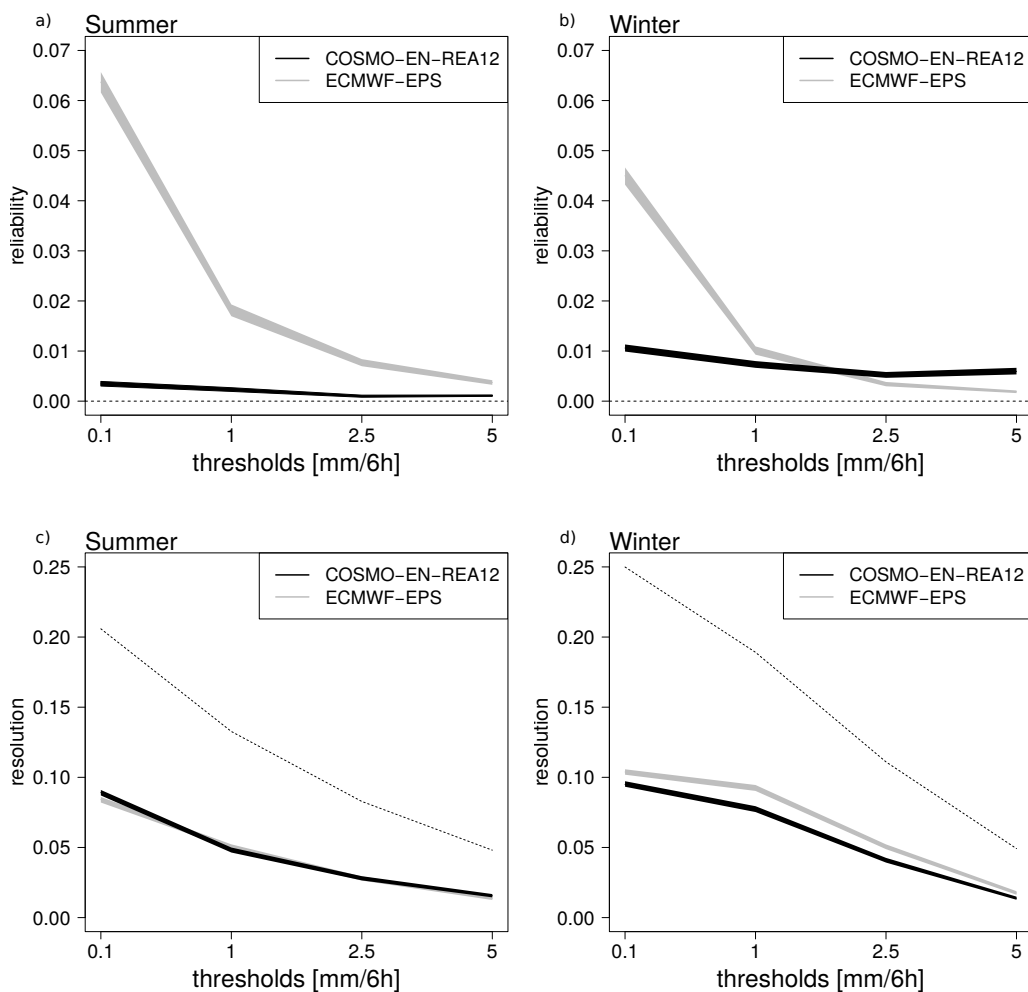 a) Summer
COSMO−EN−REA12
ECMWF−EPS
0.07
0.06
0.05
0.04
0.03
0.02
0.01
0.00
reliability
0.1 1 2.5 5
thresholds [mm/6h]
b) Winter
COSMO−EN−REA12
ECMWF−EPS
0.07
0.06
0.05
0.04
0.03
0.02
0.01
0.00
reliability
0.1 1 2.5 5
thresholds [mm/6h]
c) Summer
COSMO−EN−REA12
ECMWF−EPS
0.25
0.20
0.15
0.10
0.05
0.00
resolution
0.1 1 2.5 5
thresholds [mm/6h]
d) Winter
COSMO−EN−REA12
ECMWF−EPS
0.25
0.20
0.15
0.10
0.05
0.00
resolution
0.1 1 2.5 5
thresholds [mm/6h]